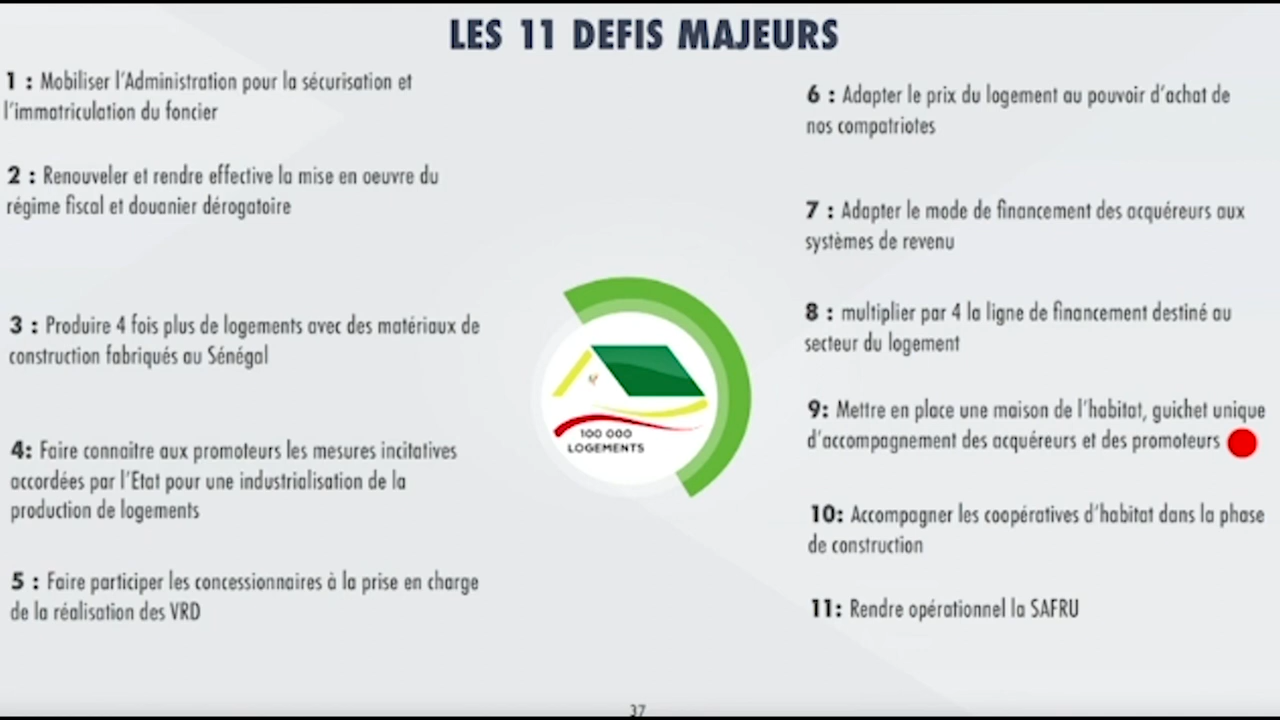 LES 11 DEFIS MAJEURS
1 : Mobiliser l'Administration pour la sécurisation et
l'immatriculation du foncier
2 : Renouveler et rendre effective la mise en oeuvre du
régime fiscal et douanier dérogatoire
3 : Produire 4 fois plus de logements avec des matériaux de
construction fabriqués au Sénégal
4: Faire connaître aux promoteurs les mesures incitatives
accordées par l'Etat pour une industrialisation de la
production de logements
5 : Faire participer les concessionnaires à la prise en charge
de la réalisation des VRD
100 000
LOGEMENTS
6 : Adapter le prix du logement au pouvoir d'achat de
nos compatriotes
7 : Adapter le mode de financement des acquéreurs aux
systèmes de revenu
8 : multiplier par 4 la ligne de financement destiné au
secteur du logement
9: Mettre en place une maison de l'habitat, guichet unique
d'accompagnement des acquéreurs et des promoteurs
10: Accompagner les coopératives d'habitat dans la phase
de construction
11: Rendre opérationnel la SAFRU
37